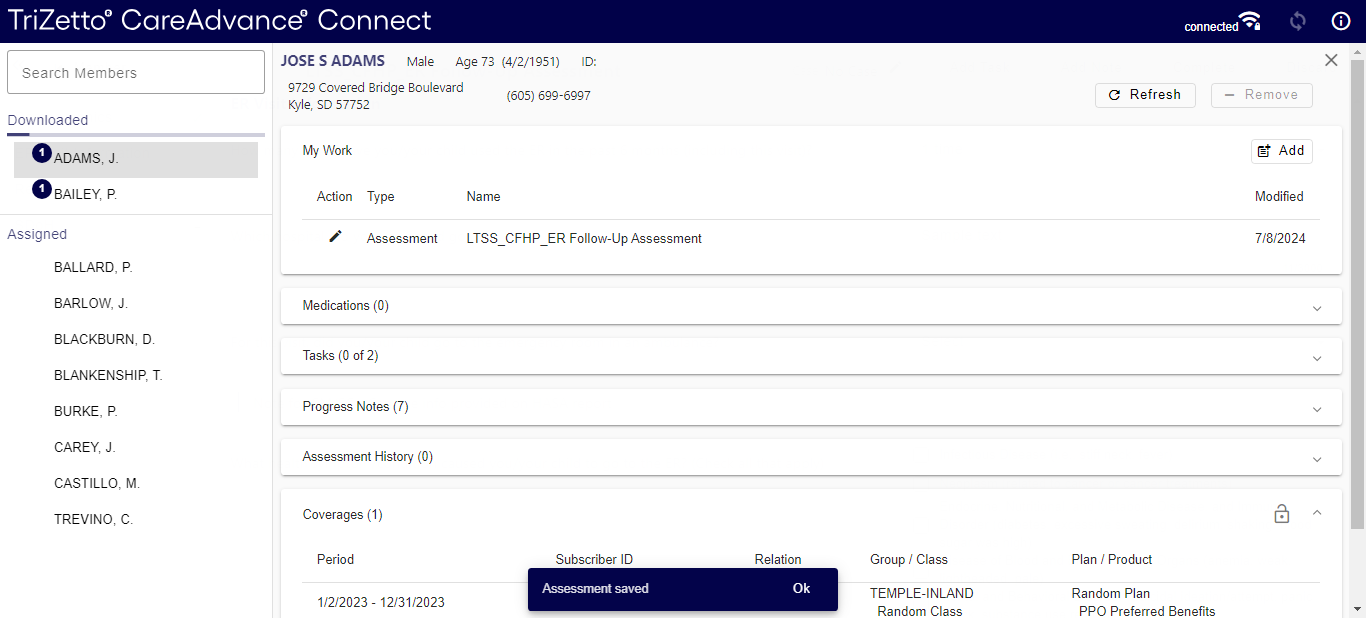 TriZetto® CareAdvance® Connect
connected
Search Members
Downloaded
1 ADAMS, J.
1 BAILEY, P.
Assigned
BALLARD, P.
BARLOW, J.
BLACKBURN, D.
BLANKENSHIP, T.
BURKE, P.
CAREY, J.
CASTILLO, M.
TREVINO, C.
JOSE S ADAMS Male Age 73 (4/2/1951) ID:
9729 Covered Bridge Boulevard
Kyle, SD 57752
(605) 699-6997
Refresh
Remove
My Work
Add
Action Type Name Modified
Assessment LTSS_CFHP_ER Follow-Up Assessment 7/8/2024
Medications (0)
Tasks (0 of 2)
Progress Notes (7)
Assessment History (0)
Coverages (1)
Period Subscriber ID Relation Group / Class Plan / Product
1/2/2023 - 12/31/2023
TEMPLE-INLAND
Random Class
Random Plan
PPO Preferred Benefits
Assessment saved Ok